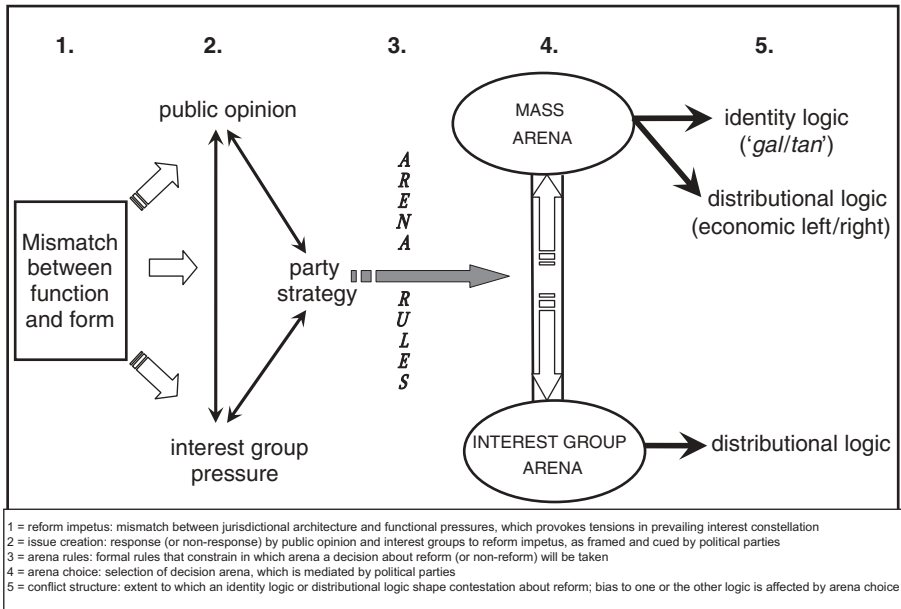 1.
2.
3.
4.
5.
public opinion
Mismatch
between
function
and form
party
strategy
interest group
pressure
ARENA
RULES
MASS
ARENA
INTEREST GROUP
ARENA
identity logic
('gal/tan')
distributional logic
(economic left/right)
distributional logic
1 = reform impetus: mismatch between jurisdictional architecture and functional pressures, which provokes tensions in prevailing interest constellation
2 = issue creation: response (or non-response) by public opinion and interest groups to reform impetus, as framed and cued by political parties
3 = arena rules: formal rules that constrain in which arena a decision about reform (or non-reform) will be taken
4 = arena choice: selection of decision arena, which is mediated by political parties
5 = conflict structure: extent to which an identity logic or distributional logic shape contestation about reform; bias to one or the other logic is affected by arena choice